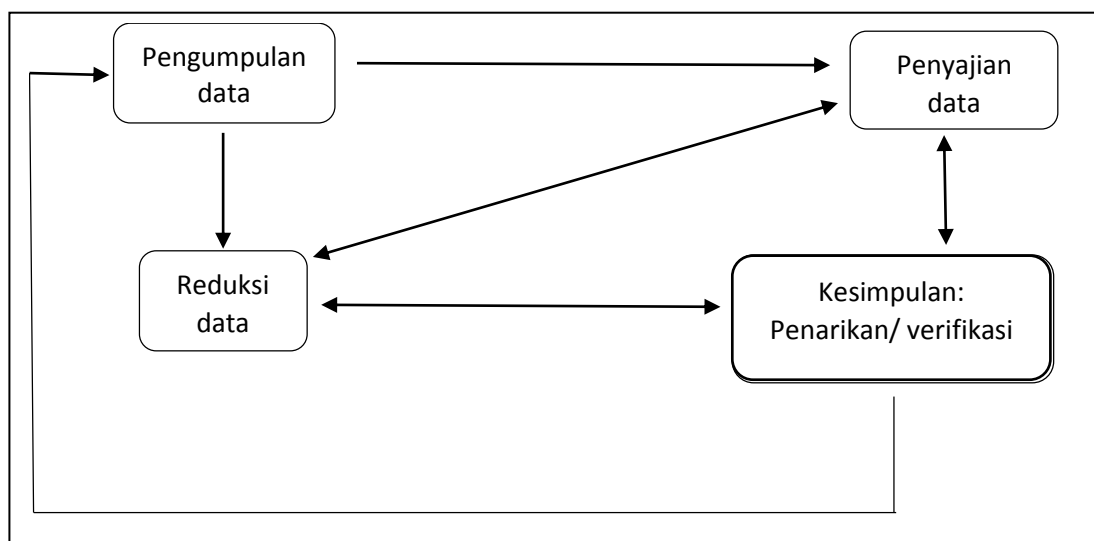 Pengumpulan
data
Penyajian
data
Reduksi
data
Kesimpulan:
Penarikan/ verifikasi